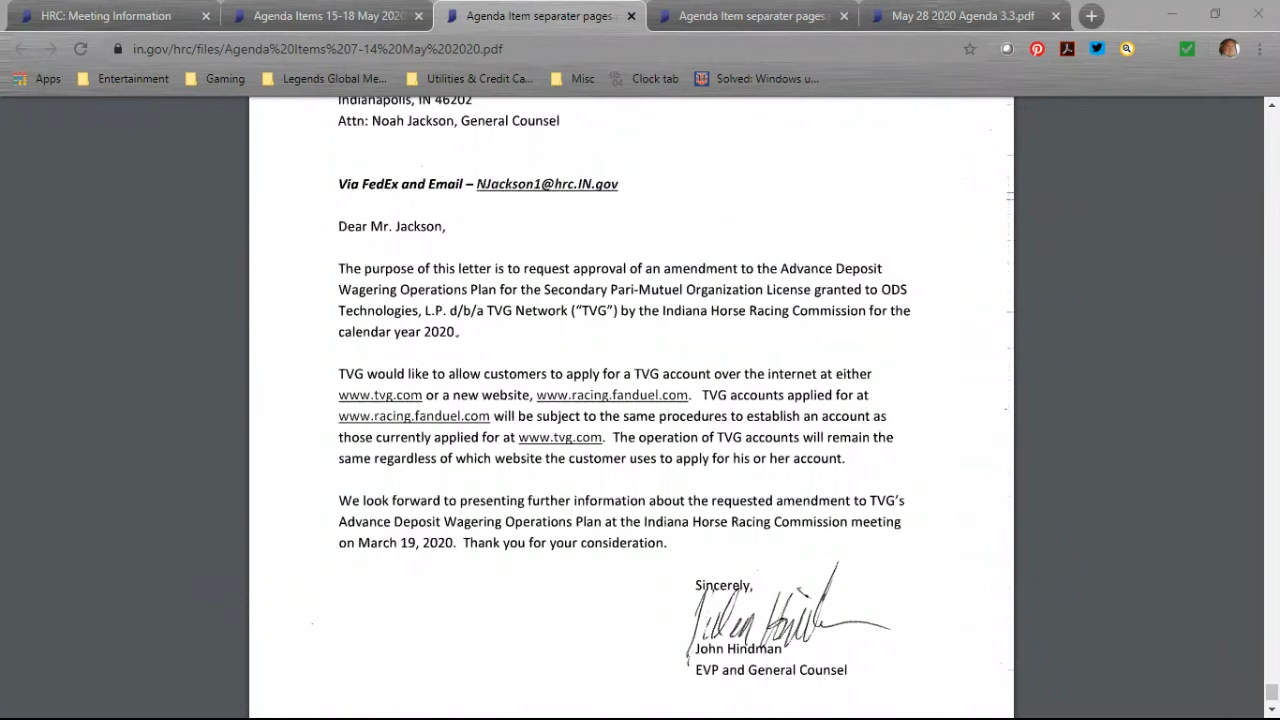 HRC: Meeting Information
Agenda Items 15-18 May 2020
Agenda Item separater pages.
Agenda Item separater pages.
May 28 2020 Agenda 3.3.pdf
in.gov/hrc/files/Agenda%20Items%207-14%20May%202020.pdf
Apps
Entertainment
Gaming
Legends Global Me...
Utilities & Credit Ca...
Misc
Clock tab
Solved: Windows u...
Indianapolis, IN 46202
Attn: Noah Jackson, General Counsel
Via FedEx and Email – NJackson1@hrc.IN.gov
Dear Mr. Jackson,
The purpose of this letter is to request approval of an amendment to the Advance Deposit
Wagering Operations Plan for the Secondary Pari-Mutuel Organization License granted to ODS
Technologies, L.P. d/b/a TVG Network (“TVG”) by the Indiana Horse Racing Commission for the
calendar year 2020.
TVG would like to allow customers to apply for a TVG account over the internet at either
www.tvg.com or a new website, www.racing.fanduel.com. TVG accounts applied for at
www.racing.fanduel.com will be subject to the same procedures to establish an account as
those currently applied for at www.tvg.com. The operation of TVG accounts will remain the
same regardless of which website the customer uses to apply for his or her account.
We look forward to presenting further information about the requested amendment to TVG’s
Advance Deposit Wagering Operations Plan at the Indiana Horse Racing Commission meeting
on March 19, 2020. Thank you for your consideration.
Sincerely,
John Hindman
EVP and General Counsel